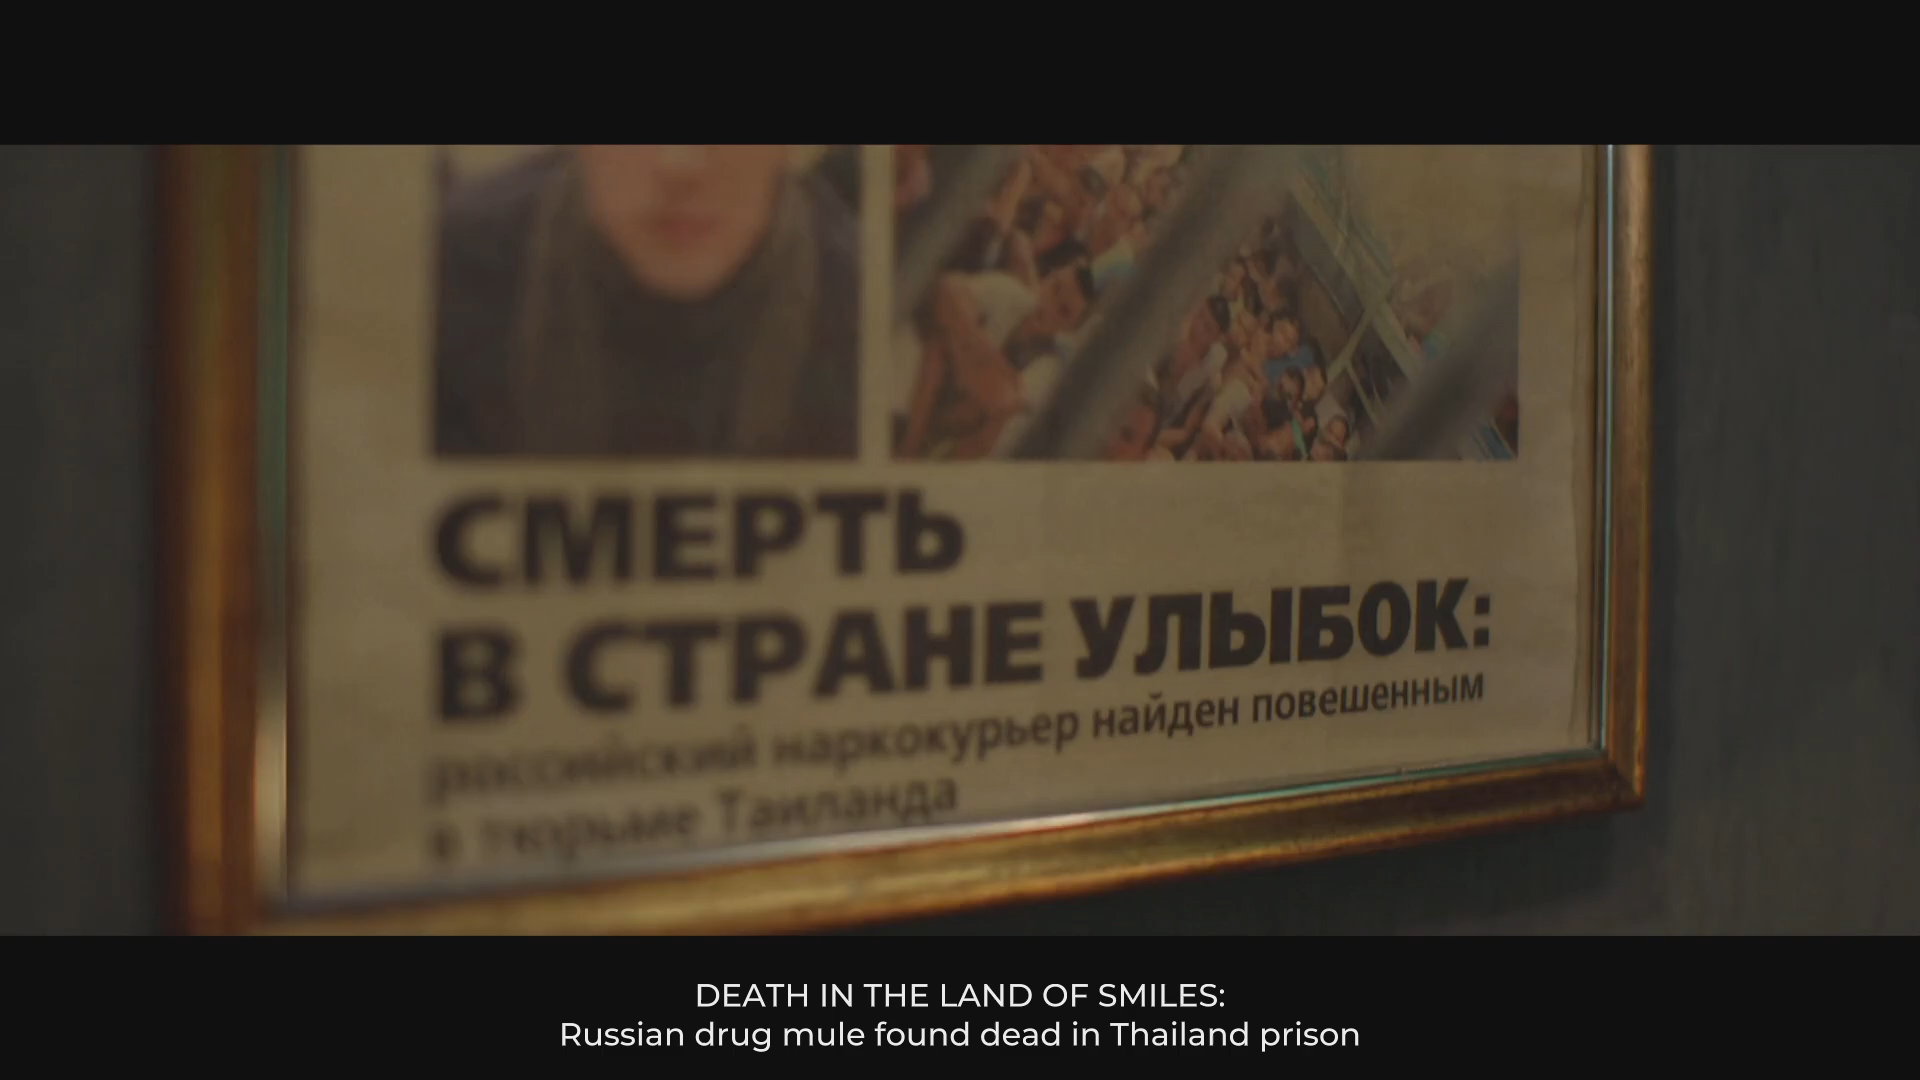 СМЕРТЬ
В СТРАНЕ УЛЫБОК:
российский наркокурьер найден повешенным
в тюрьме Таиланда
DEATH IN THE LAND OF SMILES:
Russian drug mule found dead in Thailand prison